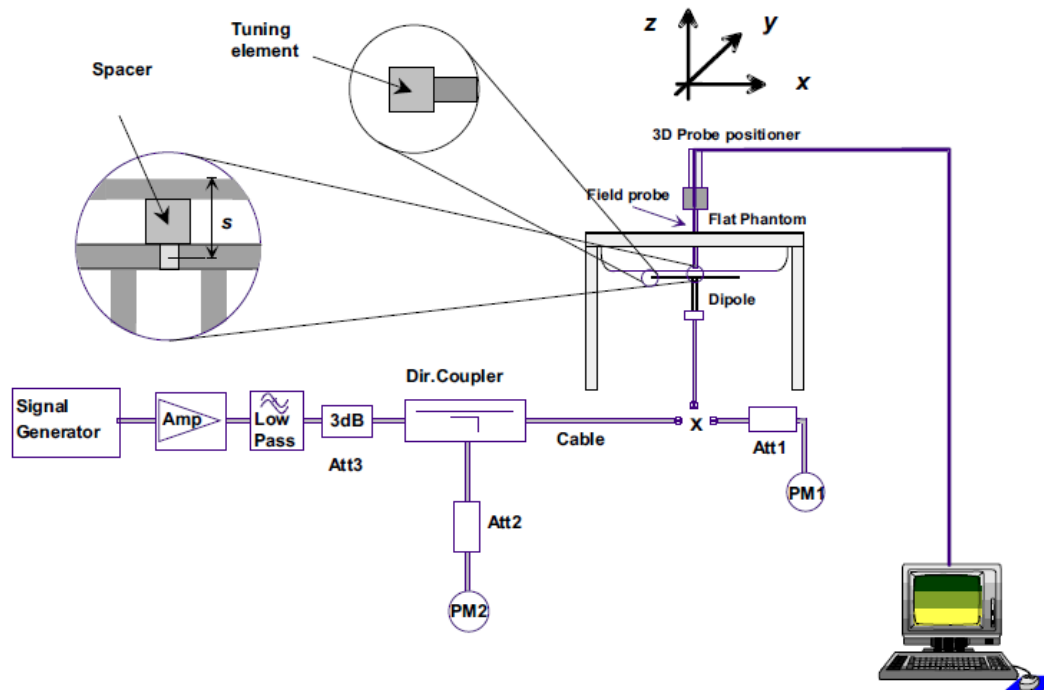 Tuning
element
Spacer
s
z
y
x
3D Probe positioner
Field probe
Flat Phantom
Dipole
Dir.Coupler
Signal
Generator
Amp
Low
Pass
3dB
Att3
Cable
x
Att1
PM1
Att2
PM2